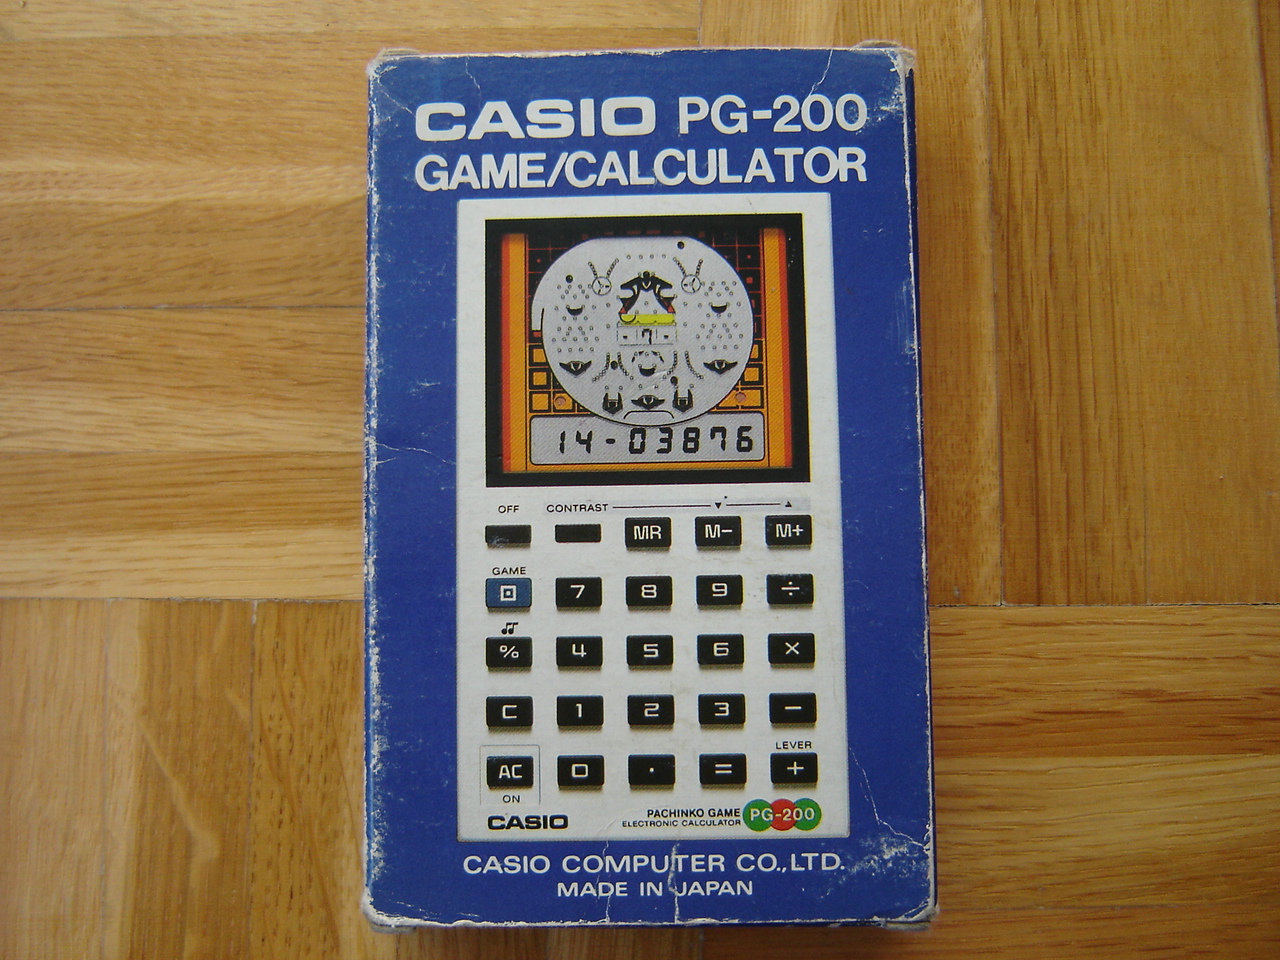 CASIO PG-200
GAME/CALCULATOR
7
14-03876
OFF CONTRAST ▼ ▲
MR M- M+
GAME
7 8 9 ÷
♫
% 4 5 6 ×
C 1 2 3 −
LEVER
AC 0 . = +
ON
CASIO
PACHINKO GAME
ELECTRONIC CALCULATOR
PG-200
CASIO COMPUTER CO.,LTD.
MADE IN JAPAN